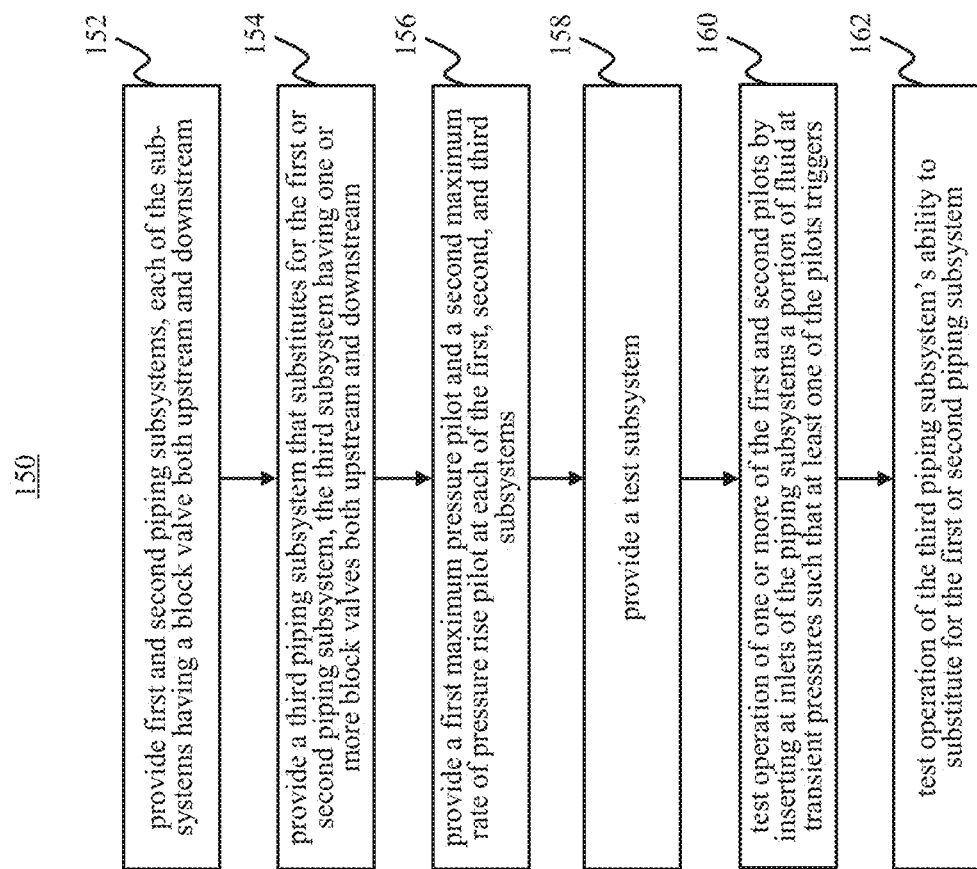 150
provide first and second piping subsystems, each of the sub-
systems having a block valve both upstream and downstream
152
provide a third piping subsystem that substitutes for the first or
second piping subsystem, the third subsystem having one or
more block valves both upstream and downstream
154
provide a first maximum pressure pilot and a second maximum
rate of pressure rise pilot at each of the first, second, and third
subsystems
156
provide a test subsystem
158
test operation of one or more of the first and second pilots by
inserting at inlets of the piping subsystems a portion of fluid at
transient pressures such that at least one of the pilots triggers
160
test operation of the third piping subsystem's ability to
substitute for the first or second piping subsystem
162